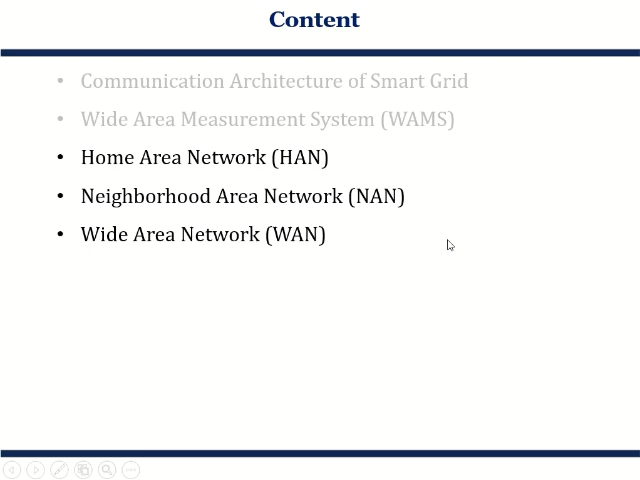 Content
• Communication Architecture of Smart Grid
• Wide Area Measurement System (WAMS)
• Home Area Network (HAN)
• Neighborhood Area Network (NAN)
• Wide Area Network (WAN)